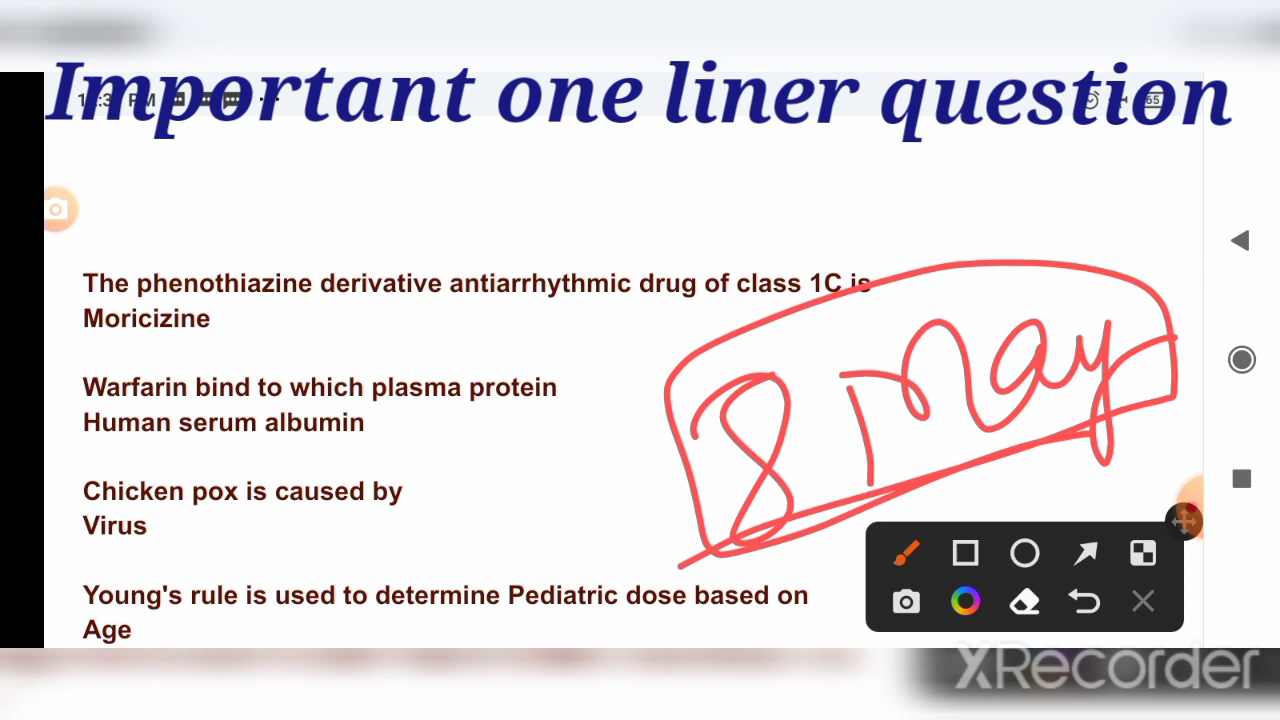 Important one liner question
The phenothiazine derivative antiarrhythmic drug of class 1C is
Moricizine
8 may
Warfarin bind to which plasma protein
Human serum albumin
Chicken pox is caused by
Virus
Young's rule is used to determine Pediatric dose based on
Age
XRecorder